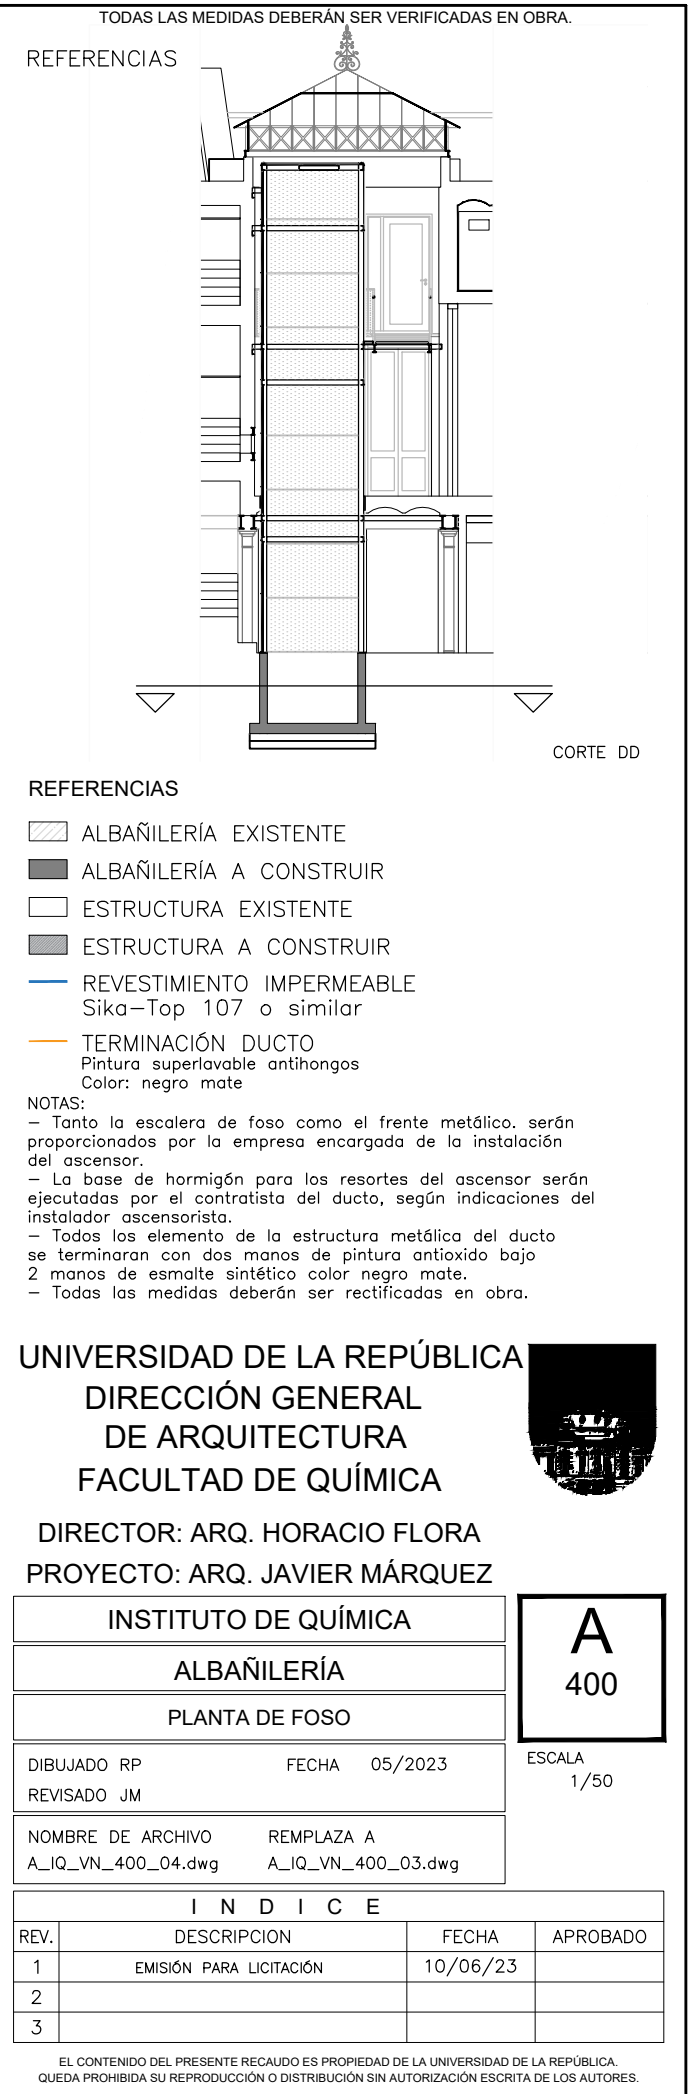 TODAS LAS MEDIDAS DEBERÁN SER VERIFICADAS EN OBRA.
REFERENCIAS
CORTE DD
REFERENCIAS
ALBAÑILERÍA EXISTENTE
ALBAÑILERÍA A CONSTRUIR
ESTRUCTURA EXISTENTE
ESTRUCTURA A CONSTRUIR
REVESTIMIENTO IMPERMEABLE
Sika-Top 107 o similar
TERMINACIÓN DUCTO
Pintura superlavable antihongos
Color: negro mate
NOTAS:
- Tanto la escalera de foso como el frente metálico. serán
proporcionados por la empresa encargada de la instalación
del ascensor.
- La base de hormigón para los resortes del ascensor serán
ejecutadas por el contratista del ducto, según indicaciones del
instalador ascensorista.
- Todos los elemento de la estructura metálica del ducto
se terminaran con dos manos de pintura antioxido bajo
2 manos de esmalte sintético color negro mate.
- Todas las medidas deberán ser rectificadas en obra.
UNIVERSIDAD DE LA REPÚBLICA
DIRECCIÓN GENERAL
DE ARQUITECTURA
FACULTAD DE QUÍMICA
DIRECTOR: ARQ. HORACIO FLORA
PROYECTO: ARQ. JAVIER MÁRQUEZ
INSTITUTO DE QUÍMICA
ALBAÑILERÍA
PLANTA DE FOSO
A
400
DIBUJADO RP FECHA 05/2023
REVISADO JM
ESCALA
1/50
NOMBRE DE ARCHIVO REMPLAZA A
A_IQ_VN_400_04.dwg A_IQ_VN_400_03.dwg
I N D I C E
REV. DESCRIPCION FECHA APROBADO
1 EMISIÓN PARA LICITACIÓN 10/06/23
2
3
EL CONTENIDO DEL PRESENTE RECAUDO ES PROPIEDAD DE LA UNIVERSIDAD DE LA REPÚBLICA.
QUEDA PROHIBIDA SU REPRODUCCIÓN O DISTRIBUCIÓN SIN AUTORIZACIÓN ESCRITA DE LOS AUTORES.